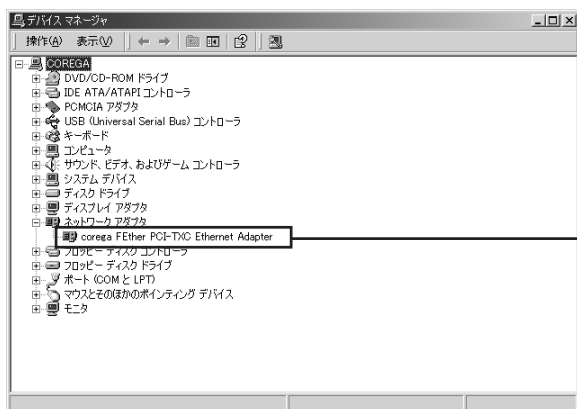 デバイス マネージャ
操作(A) 表示(V)
COREGA
DVD/CD-ROM ドライブ
IDE ATA/ATAPI コントローラ
PCMCIA アダプタ
USB (Universal Serial Bus) コントローラ
キーボード
コンピュータ
サウンド、ビデオ、およびゲーム コントローラ
システム デバイス
ディスク ドライブ
ディスプレイ アダプタ
ネットワーク アダプタ
corega FEther PCI-TXC Ethernet Adapter
フロッピー ディスク コントローラ
フロッピー ディスク ドライブ
ポート (COM と LPT)
マウスとそのほかのポインティング デバイス
モニタ